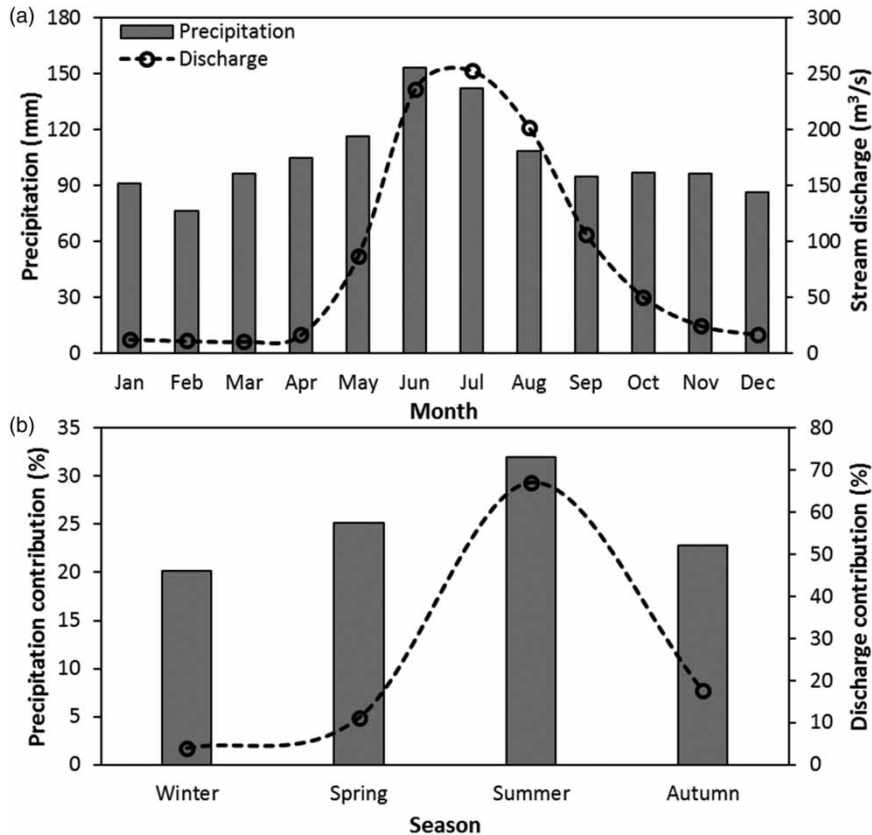 (a)
180
150
120
90
60
30
0
Precipitation (mm)
Precipitation
Discharge
300
250
200
150
100
50
0
Stream discharge (m³/s)
Jan Feb Mar Apr May Jun Jul Aug Sep Oct Nov Dec
Month
(b)
35
30
25
20
15
10
5
0
Precipitation contribution (%)
80
70
60
50
40
30
20
10
0
Discharge contribution (%)
Winter Spring Summer Autumn
Season